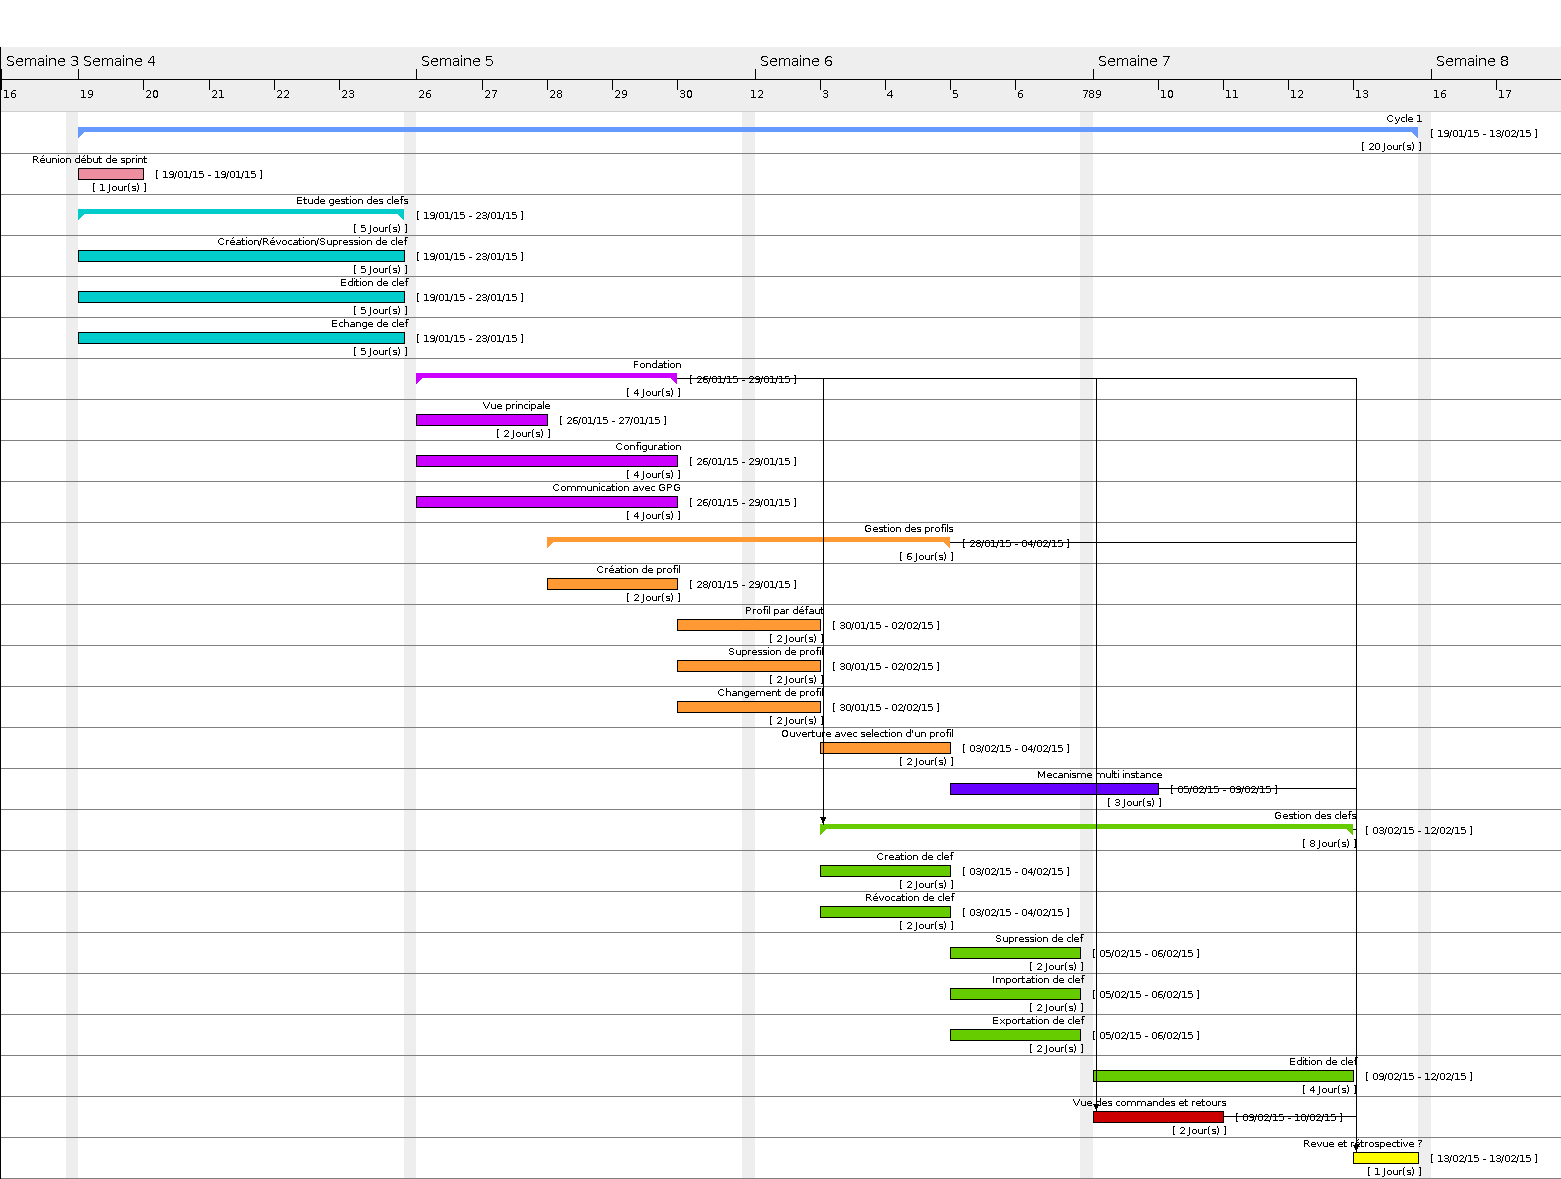 Semaine 3 Semaine 4 Semaine 5 Semaine 6 Semaine 7 Semaine 8
16 19 20 21 22 23 26 27 28 29 30 12 3 4 5 6 789 10 11 12 13 16 17
Cycle 1
[ 19/01/15 - 13/02/15 ]
[ 20 Jour(s) ]
Réunion début de sprint
[ 19/01/15 - 19/01/15 ]
[ 1 Jour(s) ]
Etude gestion des clefs
[ 19/01/15 - 23/01/15 ]
[ 5 Jour(s) ]
Création/Révocation/Supression de clef
[ 19/01/15 - 23/01/15 ]
[ 5 Jour(s) ]
Edition de clef
[ 19/01/15 - 23/01/15 ]
[ 5 Jour(s) ]
Echange de clef
[ 19/01/15 - 23/01/15 ]
[ 5 Jour(s) ]
Fondation
[ 26/01/15 - 29/01/15 ]
[ 4 Jour(s) ]
Vue principale
[ 26/01/15 - 27/01/15 ]
[ 2 Jour(s) ]
Configuration
[ 26/01/15 - 29/01/15 ]
[ 4 Jour(s) ]
Communication avec GPG
[ 26/01/15 - 29/01/15 ]
[ 4 Jour(s) ]
Gestion des profils
[ 28/01/15 - 04/02/15 ]
[ 6 Jour(s) ]
Création de profil
[ 28/01/15 - 29/01/15 ]
[ 2 Jour(s) ]
Profil par défaut
[ 30/01/15 - 02/02/15 ]
[ 2 Jour(s) ]
Supression de profil
[ 30/01/15 - 02/02/15 ]
[ 2 Jour(s) ]
Changement de profil
[ 30/01/15 - 02/02/15 ]
[ 2 Jour(s) ]
Ouverture avec selection d'un profil
[ 03/02/15 - 04/02/15 ]
[ 2 Jour(s) ]
Mecanisme multi instance
[ 05/02/15 - 09/02/15 ]
[ 3 Jour(s) ]
Gestion des clefs
[ 03/02/15 - 12/02/15 ]
[ 8 Jour(s) ]
Creation de clef
[ 03/02/15 - 04/02/15 ]
[ 2 Jour(s) ]
Révocation de clef
[ 03/02/15 - 04/02/15 ]
[ 2 Jour(s) ]
Supression de clef
[ 05/02/15 - 06/02/15 ]
[ 2 Jour(s) ]
Importation de clef
[ 05/02/15 - 06/02/15 ]
[ 2 Jour(s) ]
Exportation de clef
[ 05/02/15 - 06/02/15 ]
[ 2 Jour(s) ]
Edition de clef
[ 09/02/15 - 12/02/15 ]
[ 4 Jour(s) ]
Vue des commandes et retours
[ 09/02/15 - 10/02/15 ]
[ 2 Jour(s) ]
Revue et rétrospective ?
[ 13/02/15 - 13/02/15 ]
[ 1 Jour(s) ]